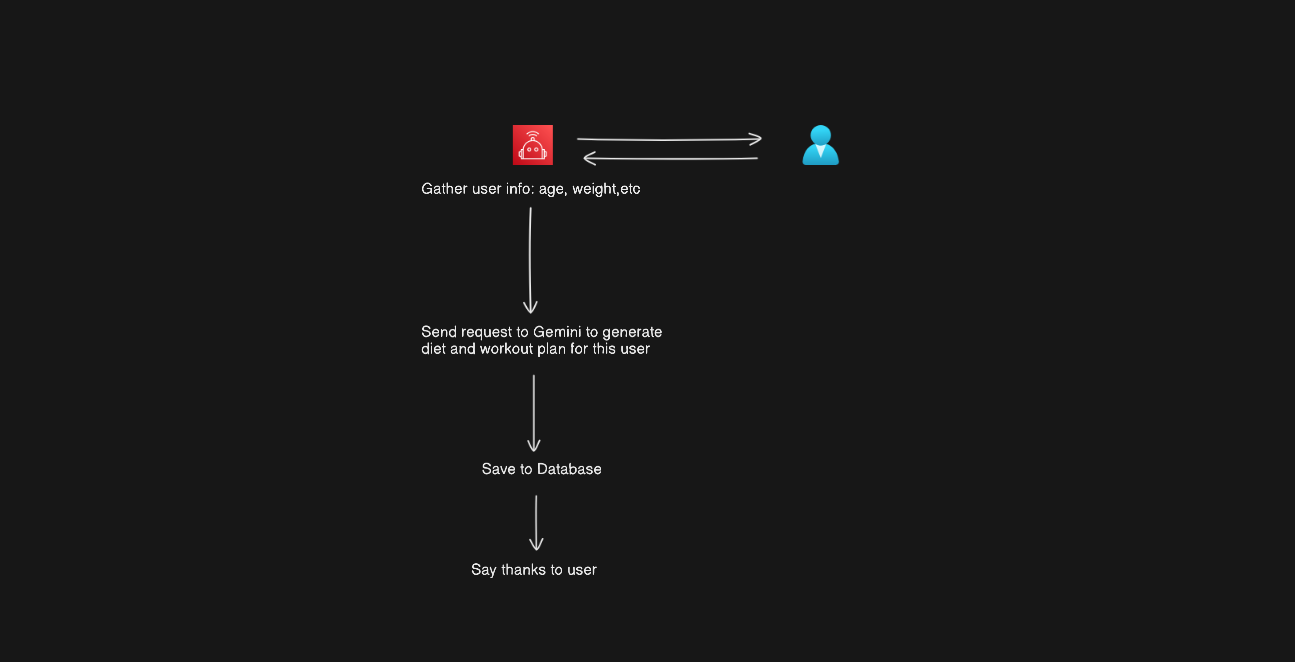 Gather user info: age, weight,etc
Send request to Gemini to generate
diet and workout plan for this user
Save to Database
Say thanks to user